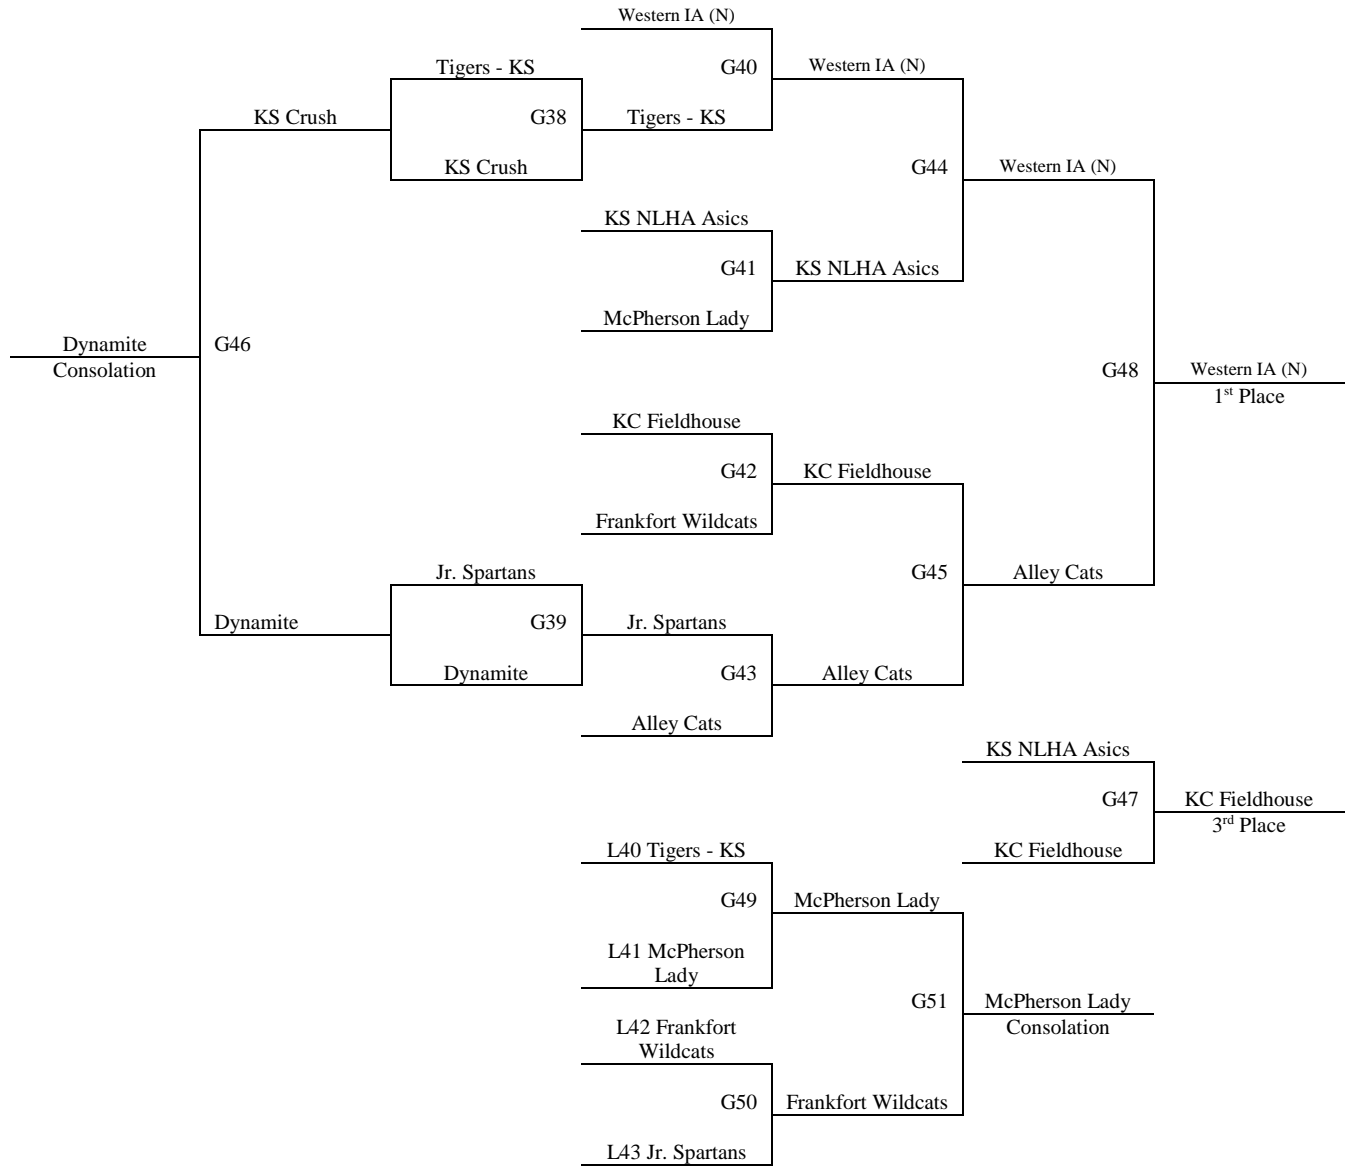 Western IA (N)
Tigers - KS
G40
Western IA (N)
KS Crush
G38
Tigers - KS
KS Crush
G44
Western IA (N)
KS NLHA Asics
G41
KS NLHA Asics
McPherson Lady
Dynamite
G46
Consolation
G48
Western IA (N)
1st Place
KC Fieldhouse
G42
KC Fieldhouse
Frankfort Wildcats
Jr. Spartans
G45
Alley Cats
Dynamite
G39
Jr. Spartans
Dynamite
G43
Alley Cats
Alley Cats
KS NLHA Asics
G47
KC Fieldhouse
3rd Place
L40 Tigers - KS
KC Fieldhouse
G49
McPherson Lady
L41 McPherson
Lady
G51
McPherson Lady
Consolation
L42 Frankfort
Wildcats
G50
Frankfort Wildcats
L43 Jr. Spartans